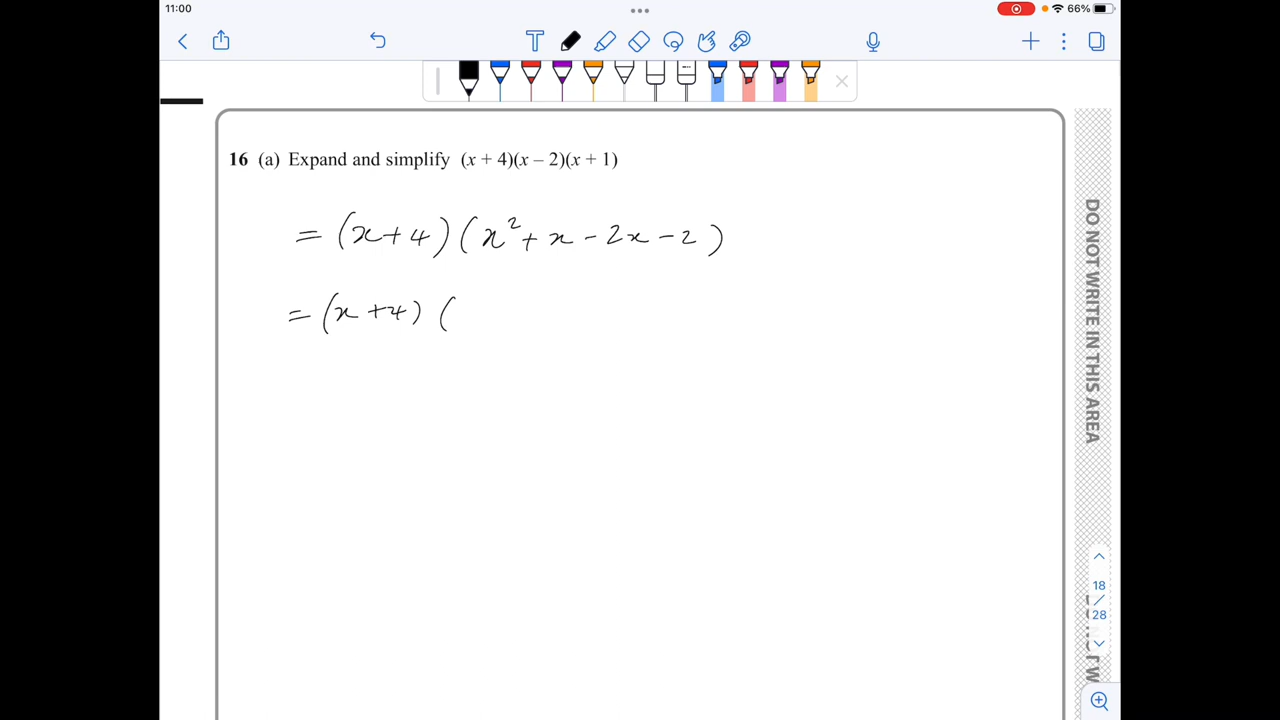 11:00
66%
16 (a) Expand and simplify (x + 4)(x – 2)(x + 1)
= (x+4)(x²+x-2x-2)
= (x+4)(
DO NOT WRITE IN THIS AREA
18
/
28